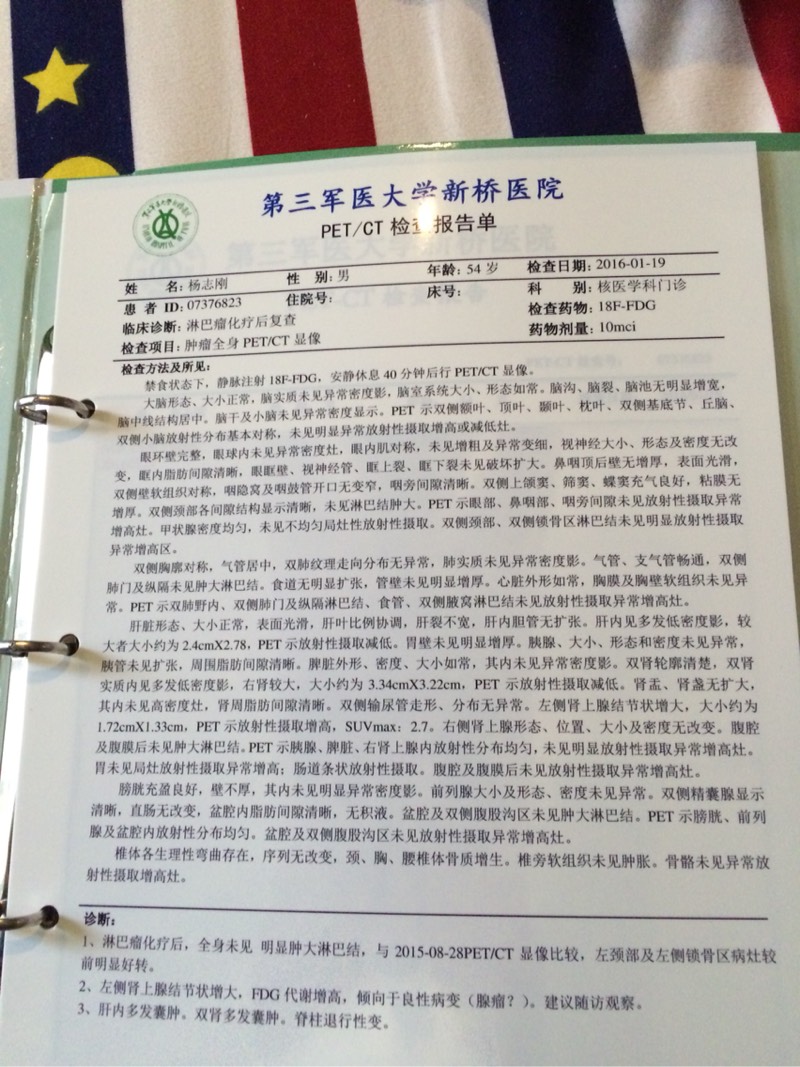 第三军医大学新桥医院
PET/CT 检查报告单
姓 名: 杨志刚 性 别: 男 年龄: 54 岁 检查日期: 2016-01-19
患 者 ID: 07376823 住院号: 床号: 科 别: 核医学科门诊
临床诊断: 淋巴瘤化疗后复查 检查药物: 18F-FDG
检查项目: 肿瘤全身 PET/CT 显像 药物剂量: 10mci
检查方法及所见:
禁食状态下，静脉注射 18F-FDG，安静休息 40 分钟后行 PET/CT 显像。
大脑形态、大小正常，脑实质未见异常密度影，脑室系统大小、形态如常。脑沟、脑裂、脑池无明显增宽，
脑中线结构居中。脑干及小脑未见异常密度显示。PET 示双侧额叶、顶叶、颞叶、枕叶、双侧基底节、丘脑、
双侧小脑放射性分布基本对称，未见明显异常放射性摄取增高或减低灶。
眼环壁完整，眼球内未见异常密度灶，眼内肌对称，未见增粗及异常变细，视神经大小、形态及密度无改
变，眶内脂肪间隙清晰，眼眶壁、视神经管、眶上裂、眶下裂未见破坏扩大。鼻咽顶后壁无增厚，表面光滑，
双侧壁软组织对称，咽隐窝及咽鼓管开口无变窄，咽旁间隙清晰。双侧上颌窦、筛窦、蝶窦充气良好，粘膜无
增厚。双侧颈部各间隙结构显示清晰，未见淋巴结肿大。PET 示眼部、鼻咽部、咽旁间隙未见放射性摄取异常
增高灶。甲状腺密度均匀，未见不均匀局灶性放射性摄取。双侧颈部、双侧锁骨区淋巴结未见明显放射性摄取
异常增高区。
双侧胸廓对称，气管居中，双肺纹理走向分布无异常，肺实质未见异常密度影。气管、支气管畅通，双侧
肺门及纵隔未见肿大淋巴结。食道无明显扩张，管壁未见明显增厚。心脏外形如常，胸膜及胸壁软组织未见异
常。PET 示双肺野内、双侧肺门及纵隔淋巴结、食管、双侧腋窝淋巴结未见放射性摄取异常增高灶。
肝脏形态、大小正常，表面光滑，肝叶比例协调，肝裂不宽，肝内胆管无扩张。肝内见多发低密度影，较
大者大小约为 2.4cmX2.78，PET 示放射性摄取减低。胃壁未见明显增厚。胰腺、大小、形态和密度未见异常，
胰管未见扩张，周围脂肪间隙清晰。脾脏外形、密度、大小如常，其内未见异常密度影。双肾轮廓清楚，双肾
实质内见多发低密度影，右肾较大，大小约为 3.34cmX3.22cm，PET 示放射性摄取减低。肾盂、肾盏无扩大，
其内未见高密度灶，肾周脂肪间隙清晰。双侧输尿管走形、分布无异常。左侧肾上腺结节状增大，大小约为
1.72cmX1.33cm，PET 示放射性摄取增高，SUVmax: 2.7。右侧肾上腺形态、位置、大小及密度无改变。腹腔
及腹膜后未见肿大淋巴结。PET 示胰腺、脾脏、右肾上腺内放射性分布均匀，未见明显放射性摄取异常增高灶。
胃未见局灶放射性摄取异常增高；肠道条状放射性摄取。腹腔及腹膜后未见放射性摄取异常增高灶。
膀胱充盈良好，壁不厚，其内未见明显异常密度影。前列腺大小及形态、密度未见异常。双侧精囊腺显示
清晰，直肠无改变，盆腔内脂肪间隙清晰，无积液。盆腔及双侧腹股沟区未见肿大淋巴结。PET 示膀胱、前列
腺及盆腔内放射性分布均匀。盆腔及双侧腹股沟区未见放射性摄取异常增高灶。
椎体各生理性弯曲存在，序列无改变，颈、胸、腰椎体骨质增生。椎旁软组织未见肿胀。骨骼未见异常放
射性摄取增高灶。
诊断:
1、淋巴瘤化疗后，全身未见 明显肿大淋巴结，与 2015-08-28PET/CT 显像比较，左颈部及左侧锁骨区病灶较
前明显好转。
2、左侧肾上腺结节状增大，FDG 代谢增高，倾向于良性病变（腺瘤？）。建议随访观察。
3、肝内多发囊肿。双肾多发囊肿。脊柱退行性变。